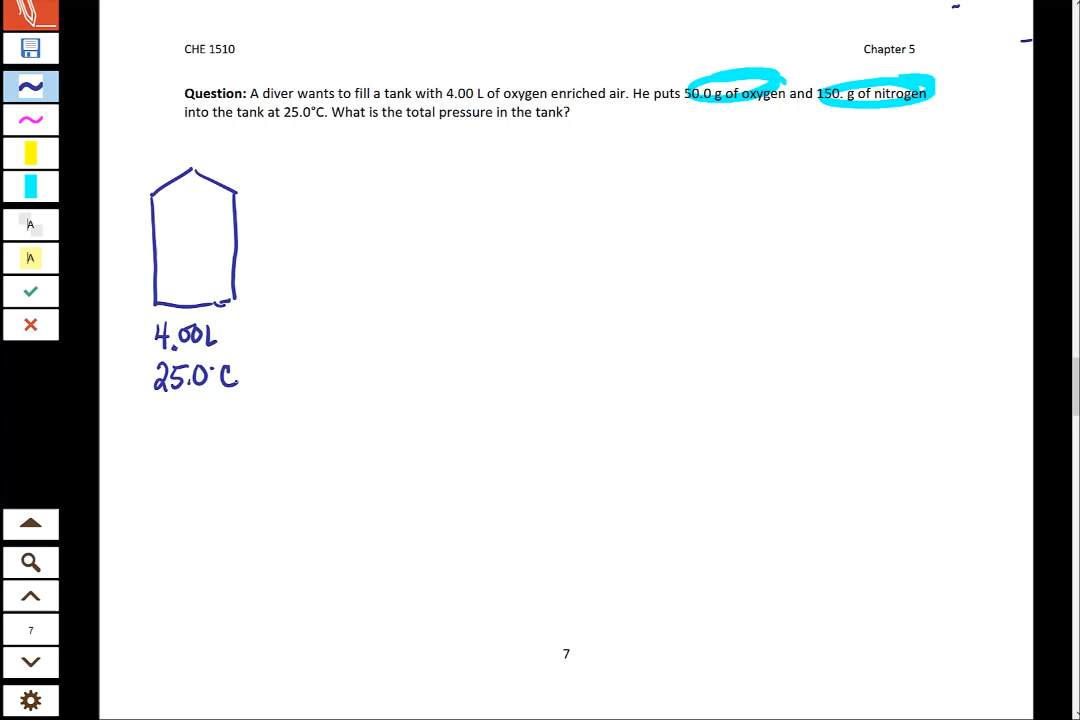 CHE 1510 Chapter 5
Question: A diver wants to fill a tank with 4.00 L of oxygen enriched air. He puts 50.0 g of oxygen and 150. g of nitrogen
into the tank at 25.0°C. What is the total pressure in the tank?
A
A
4.00L
25.0°C
7
7